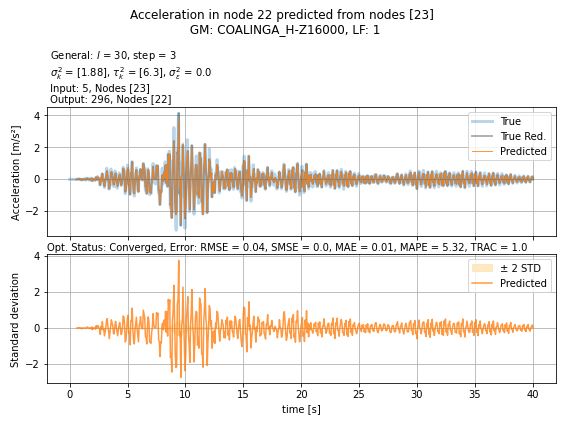 Acceleration in node 22 predicted from nodes [23]
GM: COALINGA_H-Z16000, LF: 1
General: l = 30, step = 3
σ²ₖ = [1.88], τ²ₖ = [6.3], σ²ε = 0.0
Input: 5, Nodes [23]
Output: 296, Nodes [22]
4
2
0
−2
Acceleration [m/s²]
True
True Red.
Predicted
Opt. Status: Converged, Error: RMSE = 0.04, SMSE = 0.0, MAE = 0.01, MAPE = 5.32, TRAC = 1.0
4
2
0
−2
Standard deviation
± 2 STD
Predicted
0 5 10 15 20 25 30 35 40
time [s]